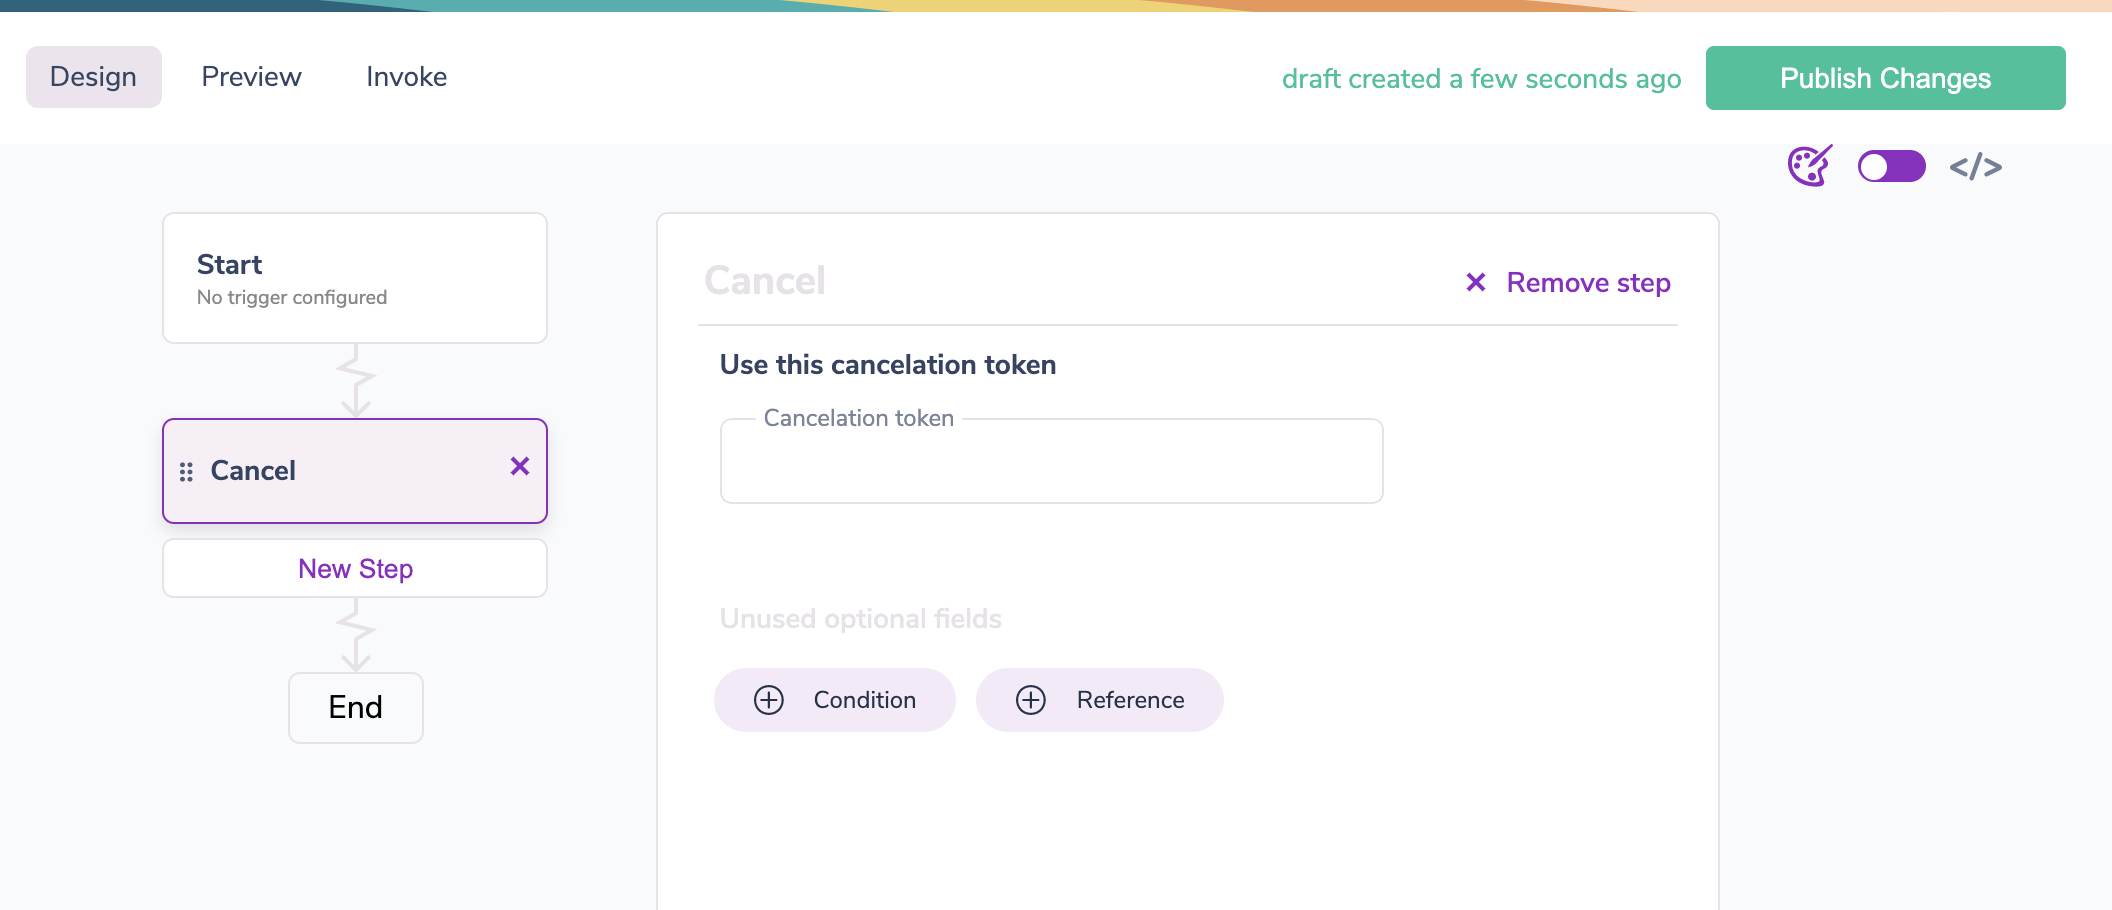 Design
Preview
Invoke
draft created a few seconds ago
Publish Changes
</>
Start
No trigger configured
Cancel
New Step
End
Cancel
Remove step
Use this cancelation token
Cancelation token
Unused optional fields
Condition
Reference